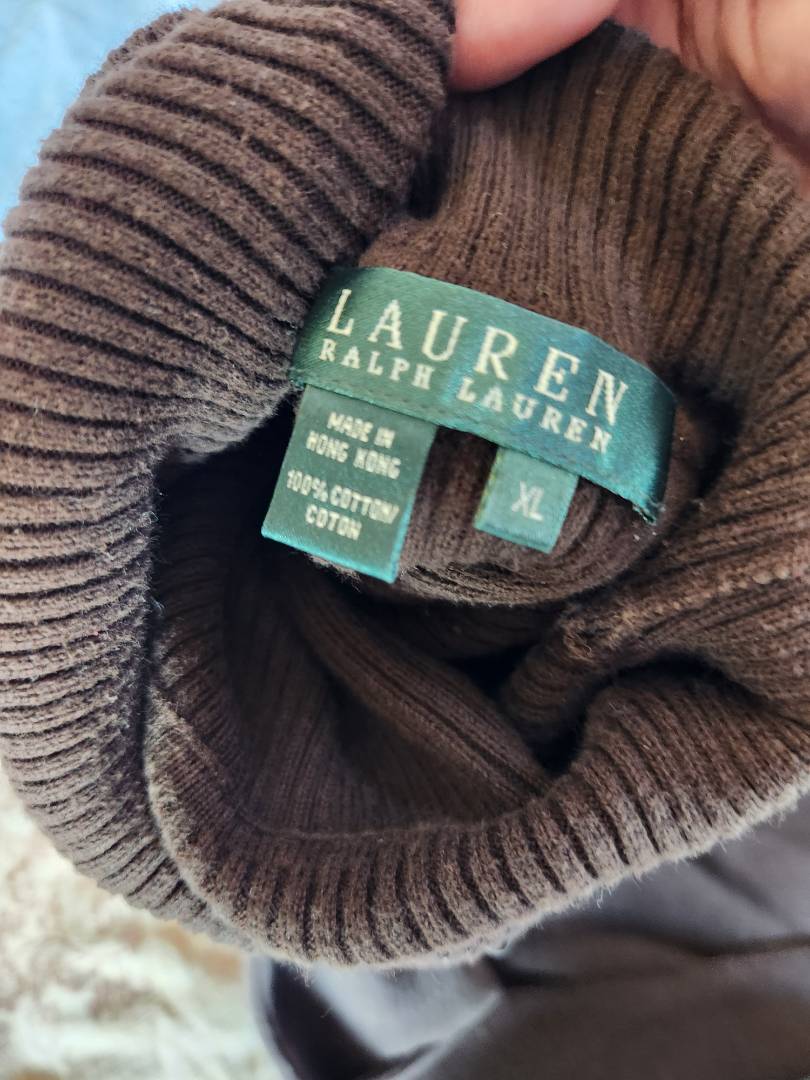 LAUREN
RALPH LAUREN
MADE IN
HONG KONG
100% COTTON/
COTON
XL